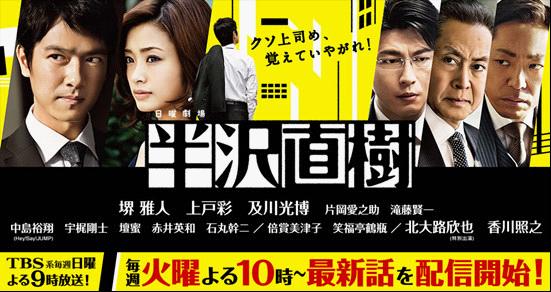 クソ上司め、
覚えていやがれ!
日曜劇場
半沢直樹
堺 雅人 上戸彩 及川光博 片岡愛之助 滝藤賢一
中島裕翔 宇梶剛士 壇蜜 赤井英和 石丸幹二/倍賞美津子 笑福亭鶴瓶/北大路欣也 香川照之
(Hey!Say!JUMP) (特別出演)
TBS系毎週日曜
よる9時放送!
毎週火曜よる10時~最新話を配信開始!